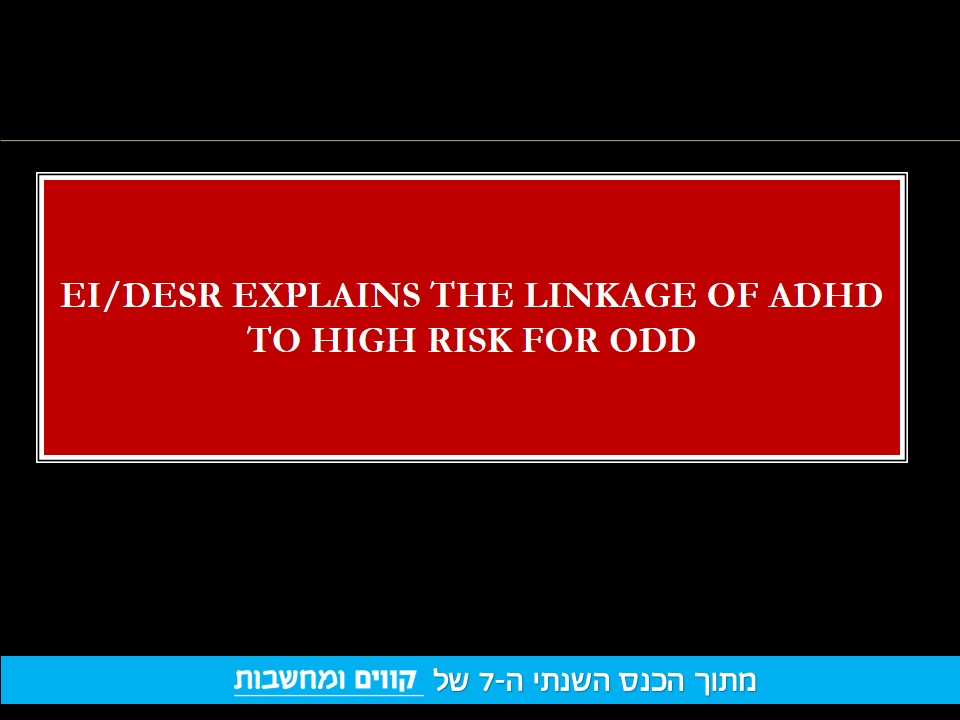 EI/DESR EXPLAINS THE LINKAGE OF ADHD
TO HIGH RISK FOR ODD
מתוך הכנס השנתי ה-7 של קווים ומחשבות